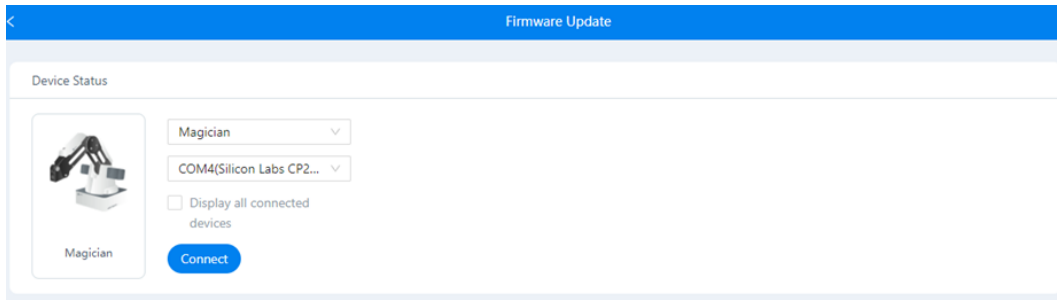 Firmware Update
Device Status
Magician
COM4(Silicon Labs CP2...
Display all connected
devices
Magician
Connect